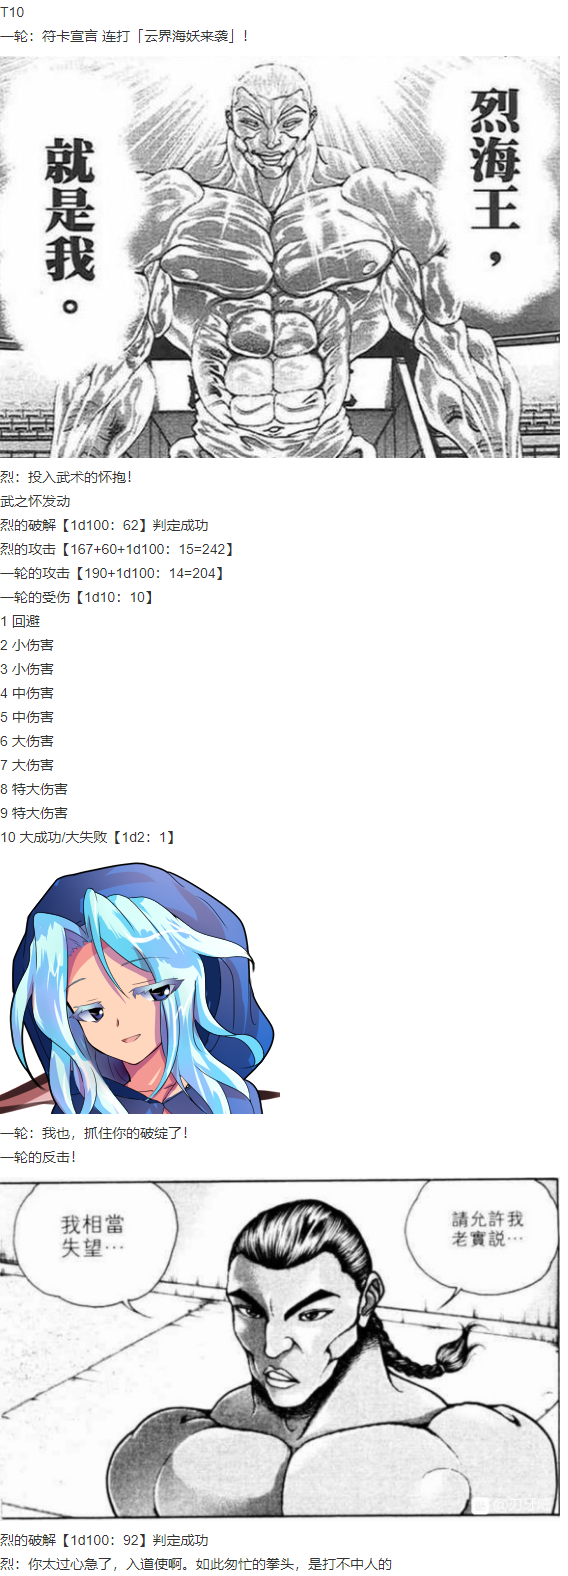 T10
一轮：符卡宣言 连打「云界海妖来袭」！
烈海王，
就是我。
烈：投入武术的怀抱！
武之怀发动
烈的破解【1d100：62】判定成功
烈的攻击【167+60+1d100：15=242】
一轮的攻击【190+1d100：14=204】
一轮的受伤【1d10：10】
1 回避
2 小伤害
3 小伤害
4 中伤害
5 中伤害
6 大伤害
7 大伤害
8 特大伤害
9 特大伤害
10 大成功/大失败【1d2：1】
一轮：我也，抓住你的破绽了！
一轮的反击！
請允許我
老實説…
我相當
失望…
烈的破解【1d100：92】判定成功
烈：你太过心急了，入道使啊。如此匆忙的拳头，是打不中人的